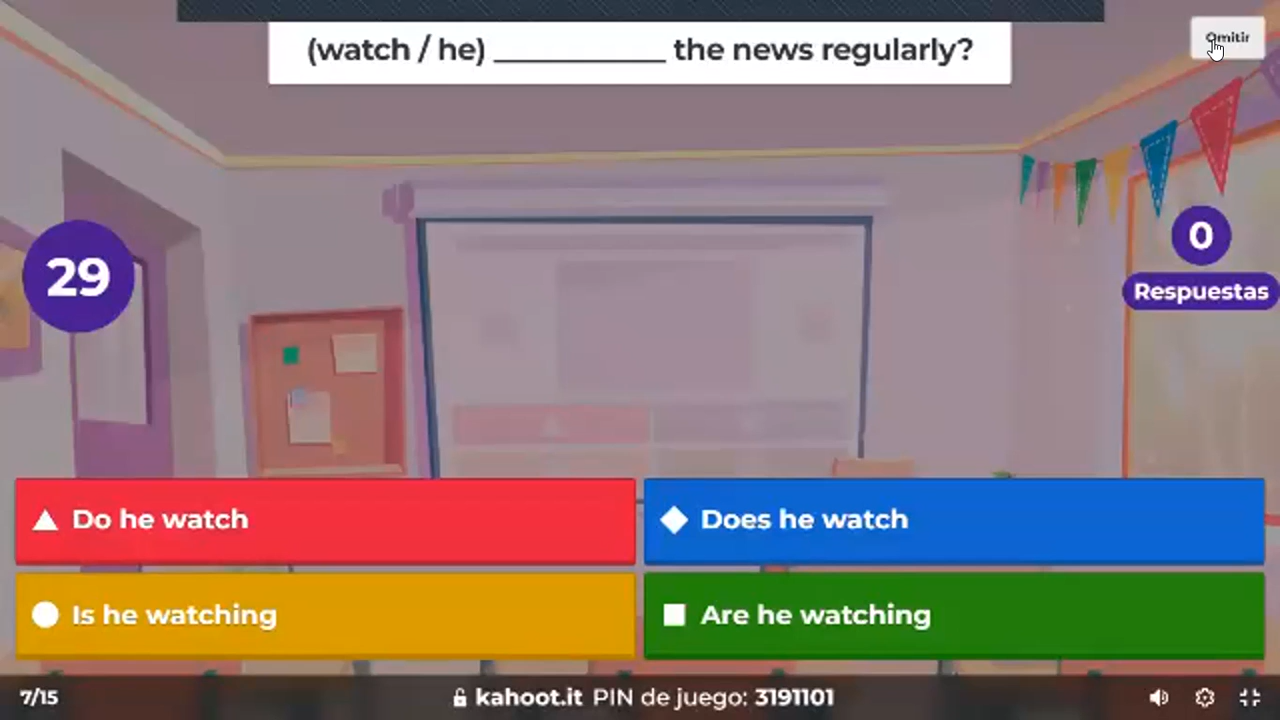 (watch / he) ____________ the news regularly?
Omitir
29
0
Respuestas
Do he watch
Does he watch
Is he watching
Are he watching
7/15
kahoot.it PIN de juego: 3191101